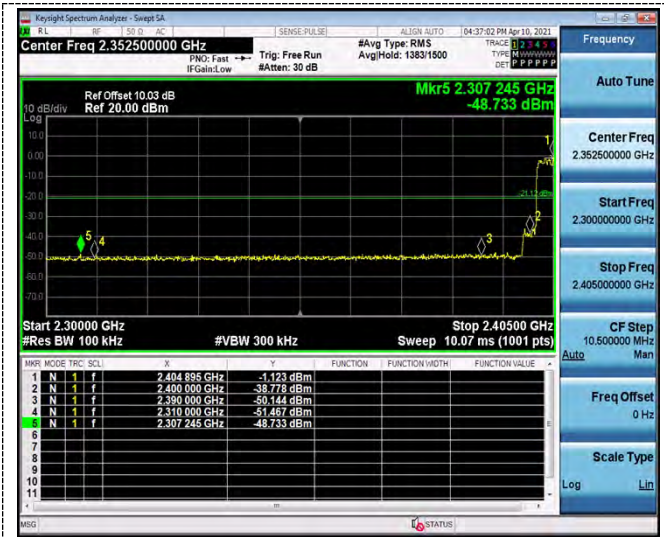 Keysight Spectrum Analyzer - Swept SA
RL RF 50 Ω AC SENSE:PULSE ALIGN AUTO 04:37:02 PM Apr 10, 2021
Center Freq 2.352500000 GHz
PNO: Fast Trig: Free Run
IFGain:Low #Atten: 30 dB
#Avg Type: RMS
Avg|Hold: 1383/1500
TRACE 1 2 3 4 5 6
TYPE M W W W W W
DET P P P P P P
Frequency
Ref Offset 10.03 dB
10 dB/div Ref 20.00 dBm
Mkr5 2.307 245 GHz
-48.733 dBm
Log
10.0
0.00
-10.0
-20.0
-30.0
-40.0
-50.0
-60.0
-70.0
-21.12 dBm
1
2
3
5
4
Start 2.30000 GHz Stop 2.40500 GHz
#Res BW 100 kHz #VBW 300 kHz Sweep 10.07 ms (1001 pts)
MKR MODE TRC SCL X Y FUNCTION FUNCTION WIDTH FUNCTION VALUE
1 N 1 f 2.404 895 GHz -1.123 dBm
2 N 1 f 2.400 000 GHz -38.778 dBm
3 N 1 f 2.390 000 GHz -50.144 dBm
4 N 1 f 2.310 000 GHz -51.467 dBm
5 N 1 f 2.307 245 GHz -48.733 dBm
6
7
8
9
10
11
MSG STATUS
Auto Tune
Center Freq
2.352500000 GHz
Start Freq
2.300000000 GHz
Stop Freq
2.405000000 GHz
CF Step
10.500000 MHz
Auto Man
Freq Offset
0 Hz
Scale Type
Log Lin